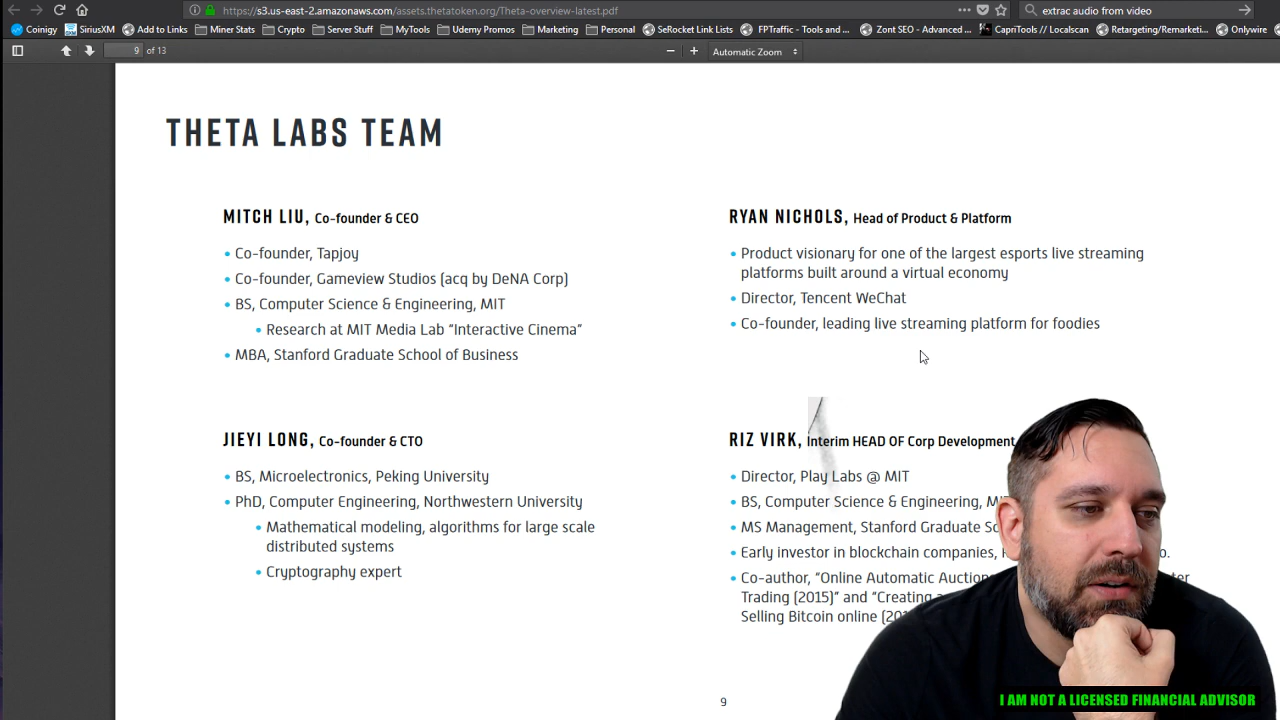 https://s3.us-east-2.amazonaws.com/assets.thetatoken.org/Theta-overview-latest.pdf
extrac audio from video
Coinigy SiriusXM Add to Links Miner Stats Crypto Server Stuff MyTools Udemy Promos Marketing Personal SeRocket Link Lists FPTraffic - Tools and ... Zont SEO - Advanced ... CapriTools // Localscan Retargeting/Remarketi... Onlywire
9 of 13
Automatic Zoom
THETA LABS TEAM
MITCH LIU, Co-founder & CEO
• Co-founder, Tapjoy
• Co-founder, Gameview Studios (acq by DeNA Corp)
• BS, Computer Science & Engineering, MIT
• Research at MIT Media Lab “Interactive Cinema”
• MBA, Stanford Graduate School of Business
RYAN NICHOLS, Head of Product & Platform
• Product visionary for one of the largest esports live streaming
platforms built around a virtual economy
• Director, Tencent WeChat
• Co-founder, leading live streaming platform for foodies
JIEYI LONG, Co-founder & CTO
• BS, Microelectronics, Peking University
• PhD, Computer Engineering, Northwestern University
• Mathematical modeling, algorithms for large scale
distributed systems
• Cryptography expert
RIZ VIRK, Interim HEAD OF Corp Development
• Director, Play Labs @ MIT
• BS, Computer Science & Engineering,
• MS Management, Stanford Graduate
• Early investor in blockchain companies,
• Co-author, “Online Automatic
Trading (2015)” and “Creating
Selling Bitcoin online
9
I AM NOT A LICENSED FINANCIAL ADVISOR